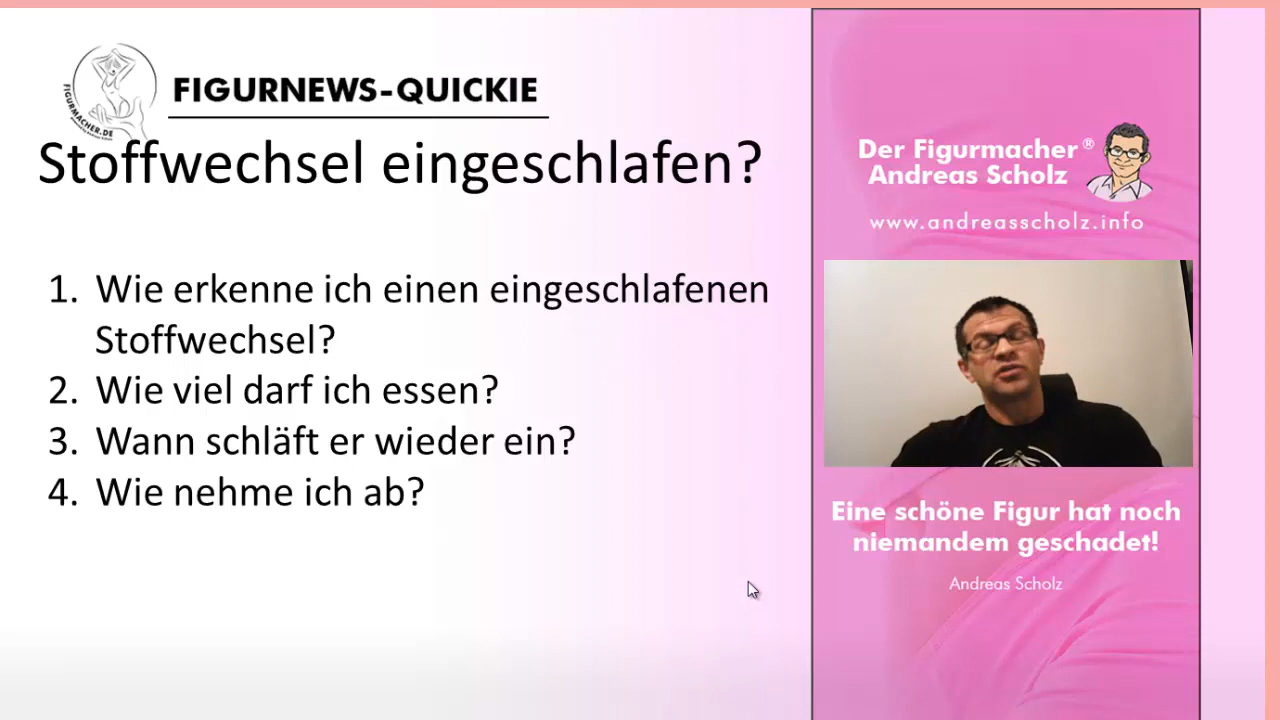 FIGURMACHER.DE
FIGURNEWS-QUICKIE
Stoffwechsel eingeschlafen?
1. Wie erkenne ich einen eingeschlafenen
Stoffwechsel?
2. Wie viel darf ich essen?
3. Wann schläft er wieder ein?
4. Wie nehme ich ab?
Der Figurmacher®
Andreas Scholz
www.andreasscholz.info
Eine schöne Figur hat noch
niemandem geschadet!
Andreas Scholz